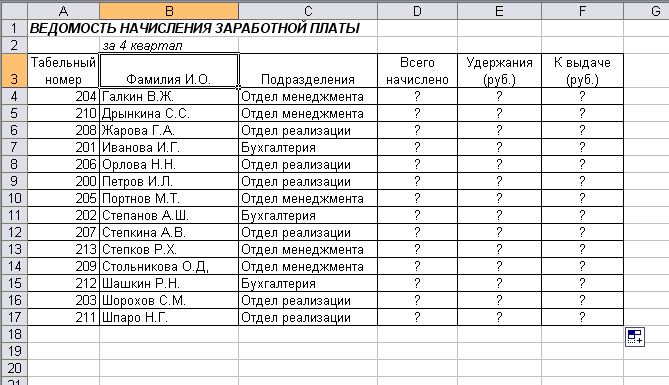 A B C D E F G
1 ВЕДОМОСТЬ НАЧИСЛЕНИЯ ЗАРАБОТНОЙ ПЛАТЫ
2 за 4 квартал
Табельный Всего Удержания К выдаче
3 номер Фамилия И.О. Подразделения начислено (руб.) (руб.)
4 204 Галкин В.Ж. Отдел менеджмента ? ? ?
5 210 Дрынкина С.С. Отдел менеджмента ? ? ?
6 208 Жарова Г.А. Отдел реализации ? ? ?
7 201 Иванова И.Г. Бухгалтерия ? ? ?
8 206 Орлова Н.Н. Отдел реализации ? ? ?
9 200 Петров И.Л. Отдел реализации ? ? ?
10 205 Портнов М.Т. Отдел менеджмента ? ? ?
11 202 Степанов А.Ш. Бухгалтерия ? ? ?
12 207 Степкина А.В. Отдел реализации ? ? ?
13 213 Степков Р.Х. Отдел менеджмента ? ? ?
14 209 Стольникова О.Д, Отдел менеджмента ? ? ?
15 212 Шашкин Р.Н. Бухгалтерия ? ? ?
16 203 Шорохов С.М. Отдел реализации ? ? ?
17 211 Шпаро Н.Г. Отдел реализации ? ? ?
18
19
20
21